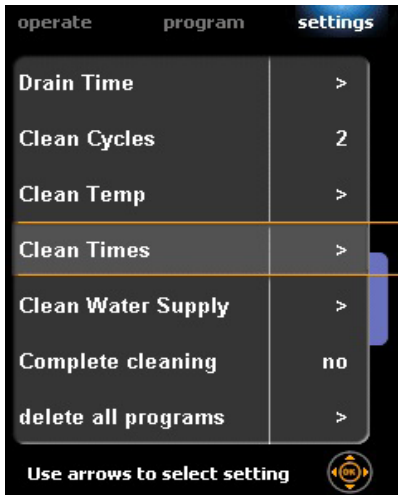 operate program settings
Drain Time >
Clean Cycles 2
Clean Temp >
Clean Times >
Clean Water Supply >
Complete cleaning no
delete all programs >
Use arrows to select setting OK